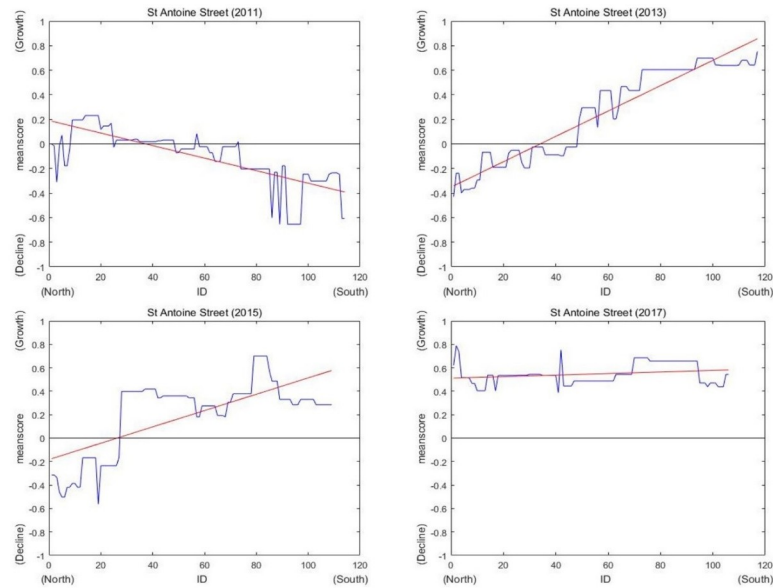 St Antoine Street (2011)
(Growth)
meanscore
(Decline)
1
0.8
0.6
0.4
0.2
0
-0.2
-0.4
-0.6
-0.8
-1
0 20 40 60 80 100 120
(North) ID (South)
St Antoine Street (2013)
(Growth)
meanscore
(Decline)
1
0.8
0.6
0.4
0.2
0
-0.2
-0.4
-0.6
-0.8
-1
0 20 40 60 80 100 120
(North) ID (South)
St Antoine Street (2015)
(Growth)
meanscore
(Decline)
1
0.8
0.6
0.4
0.2
0
-0.2
-0.4
-0.6
-0.8
-1
0 20 40 60 80 100 120
(North) ID (South)
St Antoine Street (2017)
(Growth)
meanscore
(Decline)
1
0.8
0.6
0.4
0.2
0
-0.2
-0.4
-0.6
-0.8
-1
0 20 40 60 80 100 120
(North) ID (South)